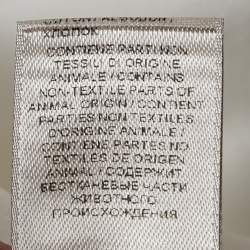 ХЛОПОК
CONTIENE PARTI NON
TESSILI DI ORIGINE
ANIMALE / CONTAINS
NON-TEXTILE PARTS OF
ANIMAL ORIGIN / CONTIENT
PARTIES NON TEXTILES
D'ORIGINE ANIMALE /
CONTIENE PARTES NO
TEXTILES DE ORIGEN
ANIMAL / СОДЕРЖИТ
БЕСТКАНЕВЫЕ ЧАСТИ
ЖИВОТНОГО
ПРОИСХОЖДЕНИЯ